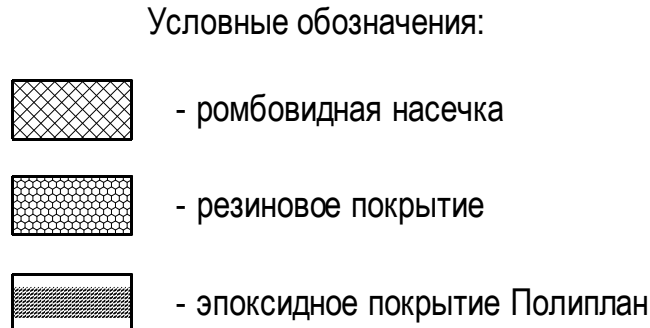 Условные обозначения:
- ромбовидная насечка
- резиновое покрытие
- эпоксидное покрытие Полиплан